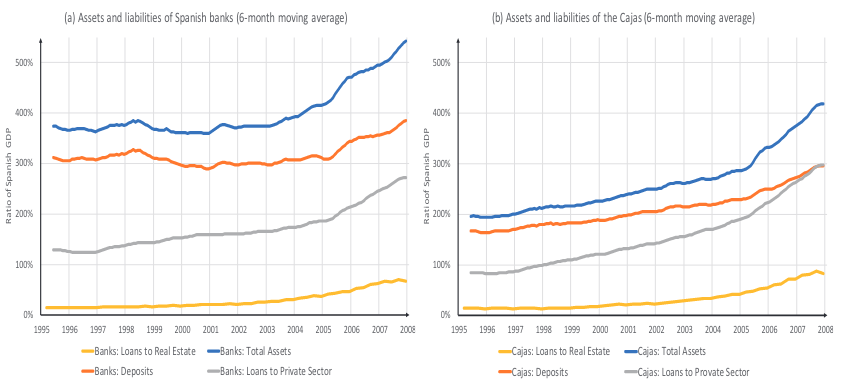 (a) Assets and liabilities of Spanish banks (6-month moving average)
500%
400%
300%
200%
100%
0%
Ratio of Spanish GDP
1995 1996 1997 1998 1999 2000 2001 2002 2003 2004 2005 2006 2007 2008
Banks: Loans to Real Estate Banks: Total Assets
Banks: Deposits Banks: Loans to Private Sector
(b) Assets and liabilities of the Cajas (6-month moving average)
500%
400%
300%
200%
100%
0%
Ratio of Spanish GDP
1995 1996 1997 1998 1999 2000 2001 2002 2003 2004 2005 2006 2007 2008
Cajas: Loans to Real Estate Cajas: Total Assets
Cajas: Deposits Cajas: Loans to Provate Sector